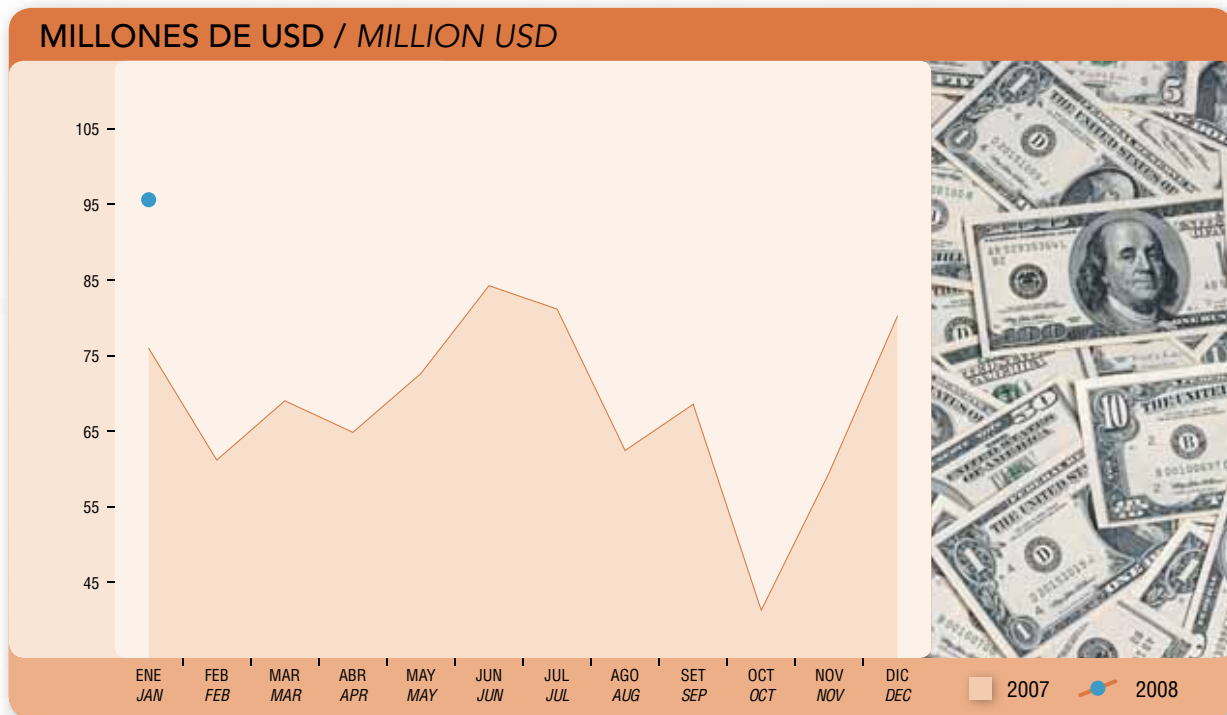 MILLONES DE USD / MILLION USD
105
95
85
75
65
55
45
ENE FEB MAR ABR MAY JUN JUL AGO SET OCT NOV DIC
JAN FEB MAR APR MAY JUN JUL AUG SEP OCT NOV DEC
2007 2008